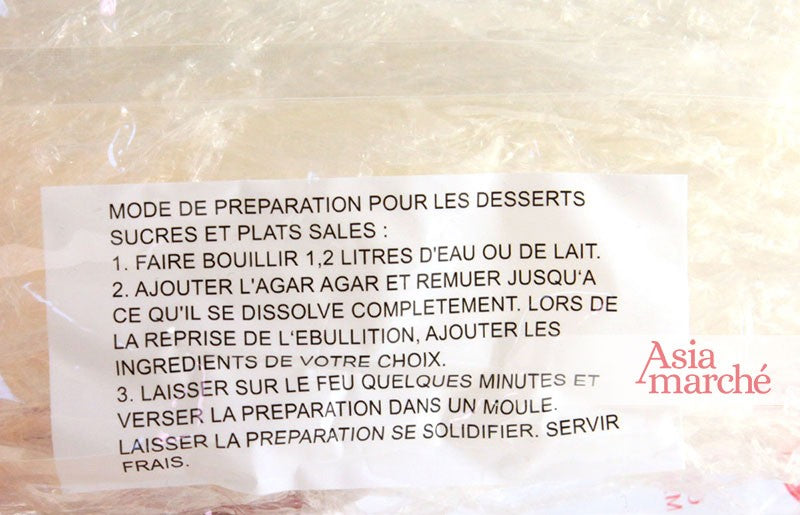 MODE DE PREPARATION POUR LES DESSERTS
SUCRES ET PLATS SALES :
1. FAIRE BOUILLIR 1,2 LITRES D'EAU OU DE LAIT.
2. AJOUTER L'AGAR AGAR ET REMUER JUSQU'A
CE QU'IL SE DISSOLVE COMPLETEMENT. LORS DE
LA REPRISE DE L'EBULLITION, AJOUTER LES
INGREDIENTS DE VOTRE CHOIX.
3. LAISSER SUR LE FEU QUELQUES MINUTES ET
VERSER LA PREPARATION DANS UN MOULE.
LAISSER LA PREPARATION SE SOLIDIFIER. SERVIR
FRAIS.
Asia
marché